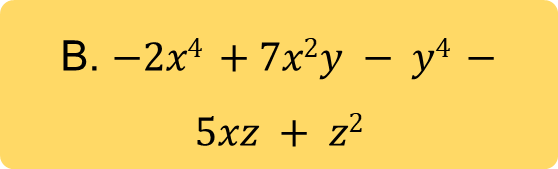 B. −2x⁴ + 7x²y − y⁴ −
5xz + z²